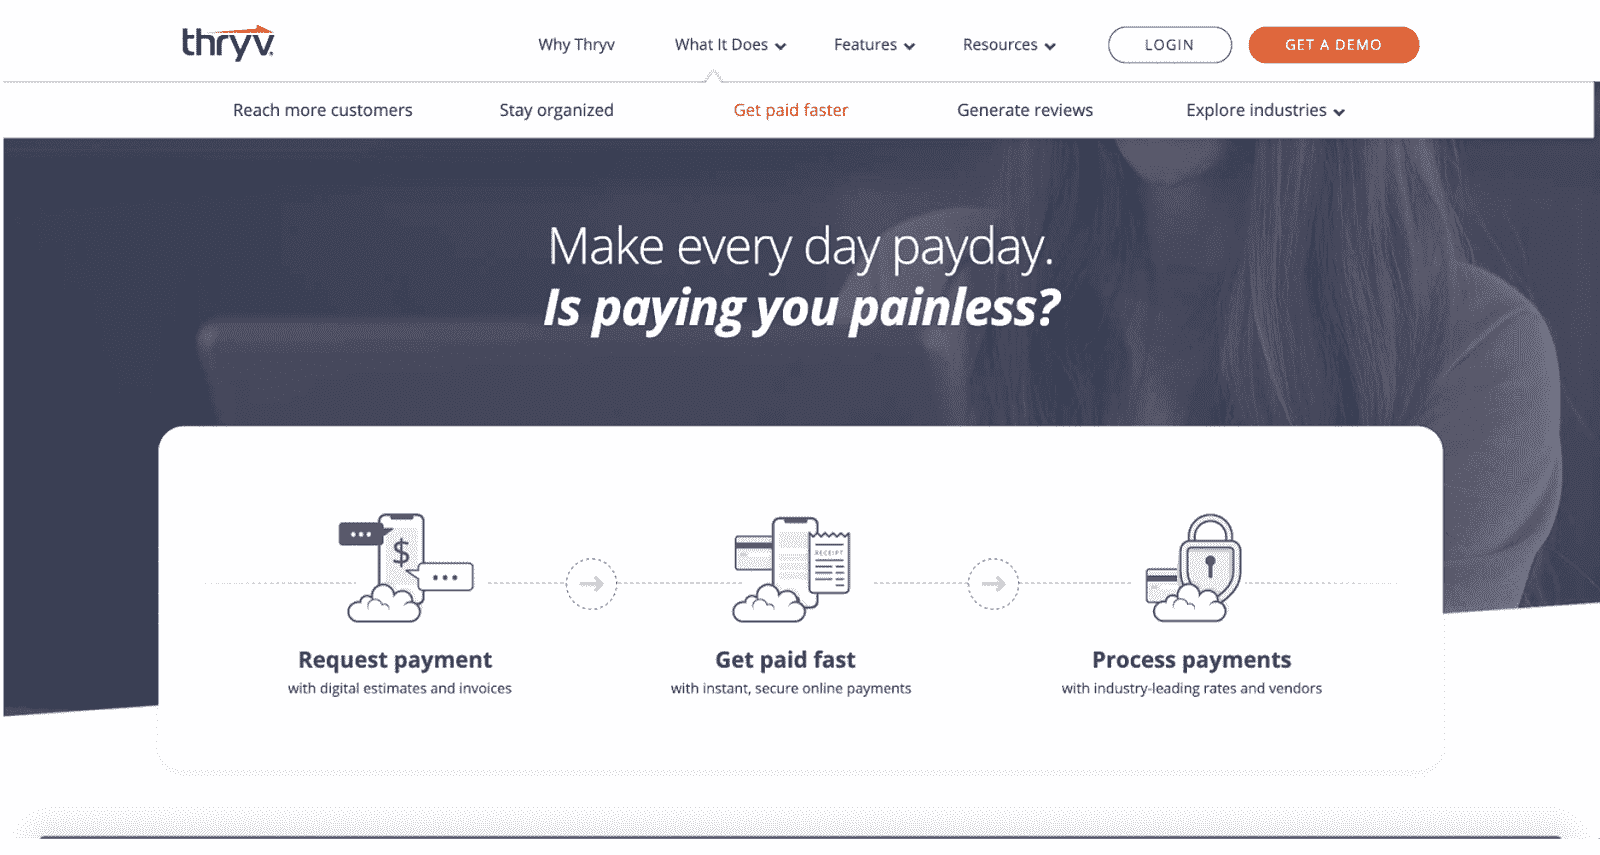 thryv
Why Thryv
What It Does
Features
Resources
LOGIN
GET A DEMO
Reach more customers
Stay organized
Get paid faster
Generate reviews
Explore industries
Make every day payday.
Is paying you painless?
$
RECEIPT
Request payment
with digital estimates and invoices
Get paid fast
with instant, secure online payments
Process payments
with industry-leading rates and vendors